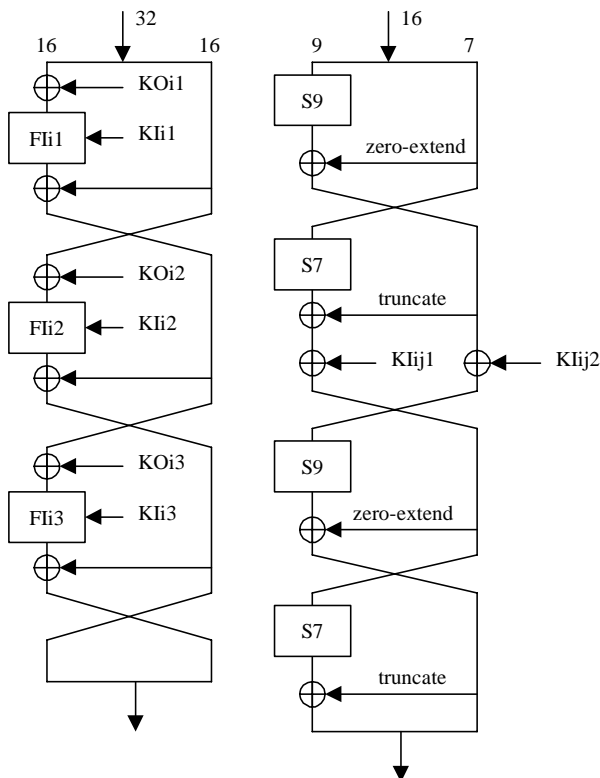 32
16
16
KOi1
FIi1
KIi1
KOi2
FIi2
KIi2
KOi3
FIi3
KIi3
16
9
7
S9
zero-extend
S7
truncate
KIij1
KIij2
S9
zero-extend
S7
truncate